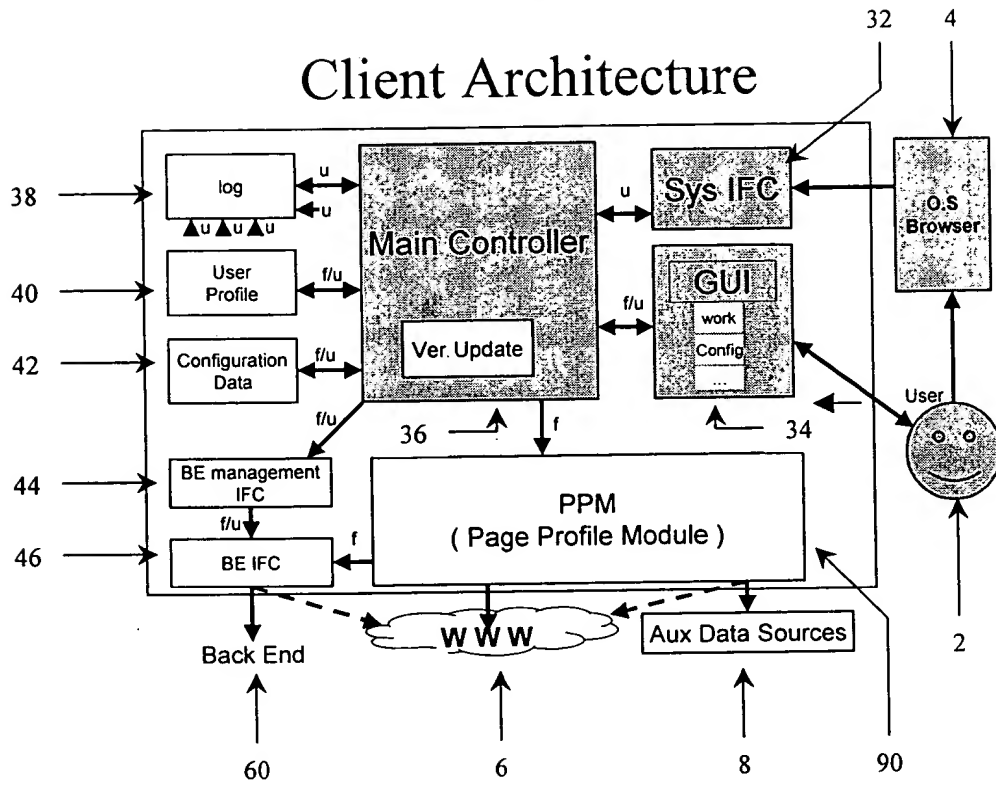 32
4
Client Architecture
38
log
u
u
u
u
u
Main Controller
u
Sys IFC
O.S
Browser
40
User
Profile
f/u
f/u
GUI
work
Config
...
Ver. Update
42
Configuration
Data
f/u
f/u
36
f
34
User
44
BE management
IFC
f/u
PPM
( Page Profile Module )
46
BE IFC
f
Back End
WWW
Aux Data Sources
2
60
6
8
90